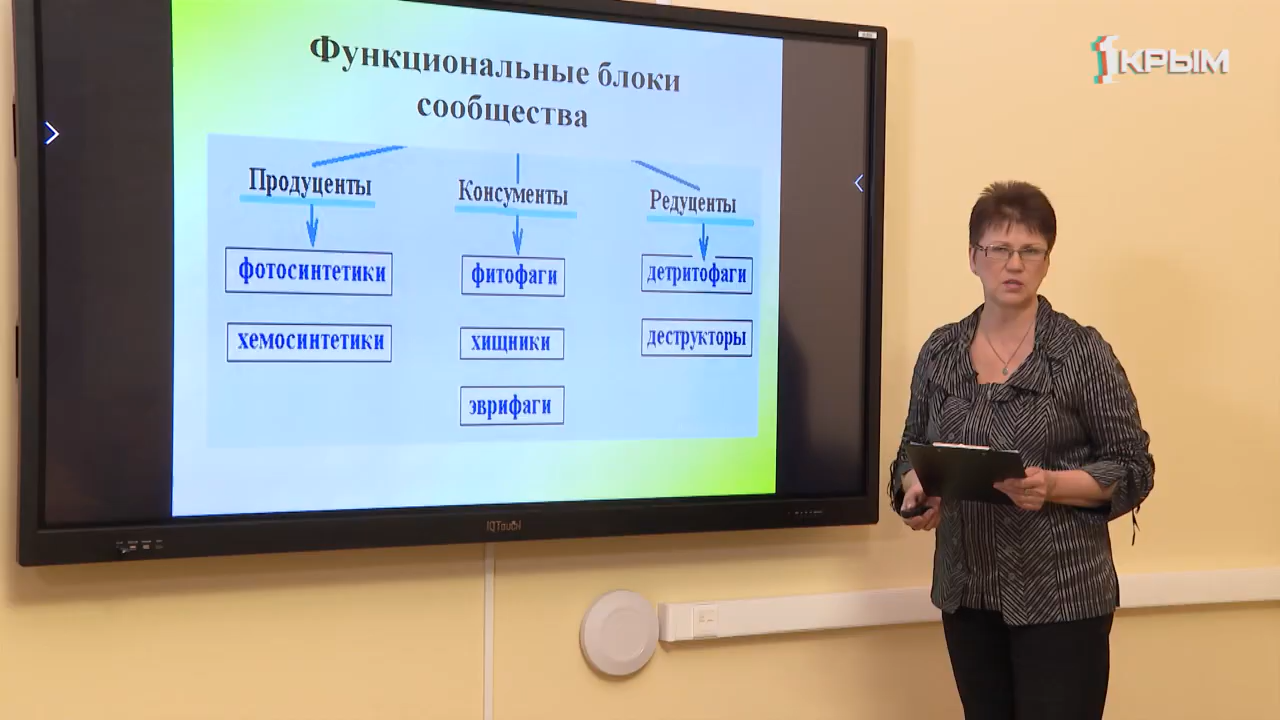 Функциональные блоки
сообщества
1КРЫМ
Продуценты
Консументы
Редуценты
фотосинтетики
фитофаги
детритофаги
хемосинтетики
хищники
деструкторы
эврифаги
IQTouch